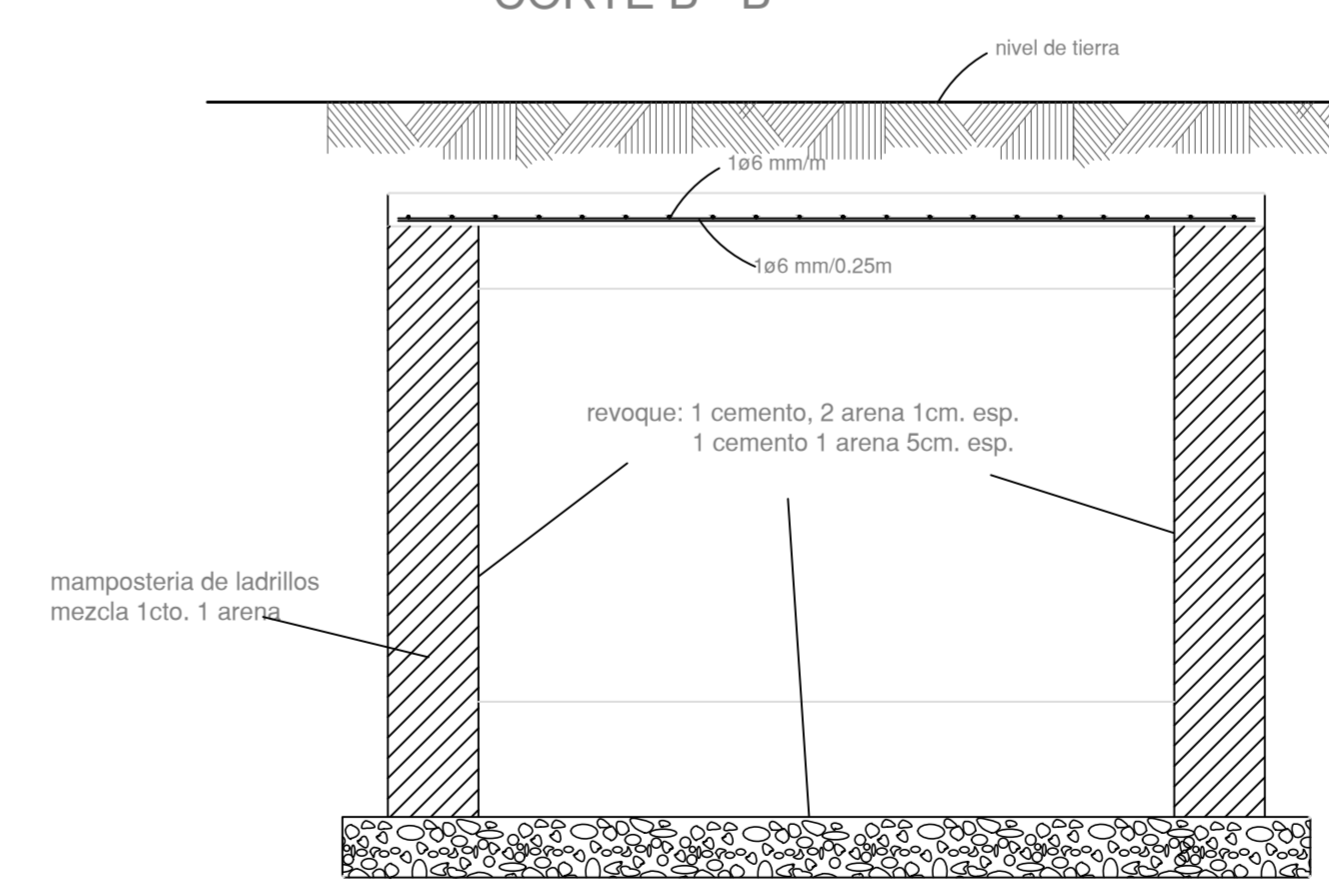 CORTE B - B
nivel de tierra
1ø6 mm/m
1ø6 mm/0.25m
revoque: 1 cemento, 2 arena 1cm. esp.
1 cemento 1 arena 5cm. esp.
mamposteria de ladrillos
mezcla 1cto. 1 arena